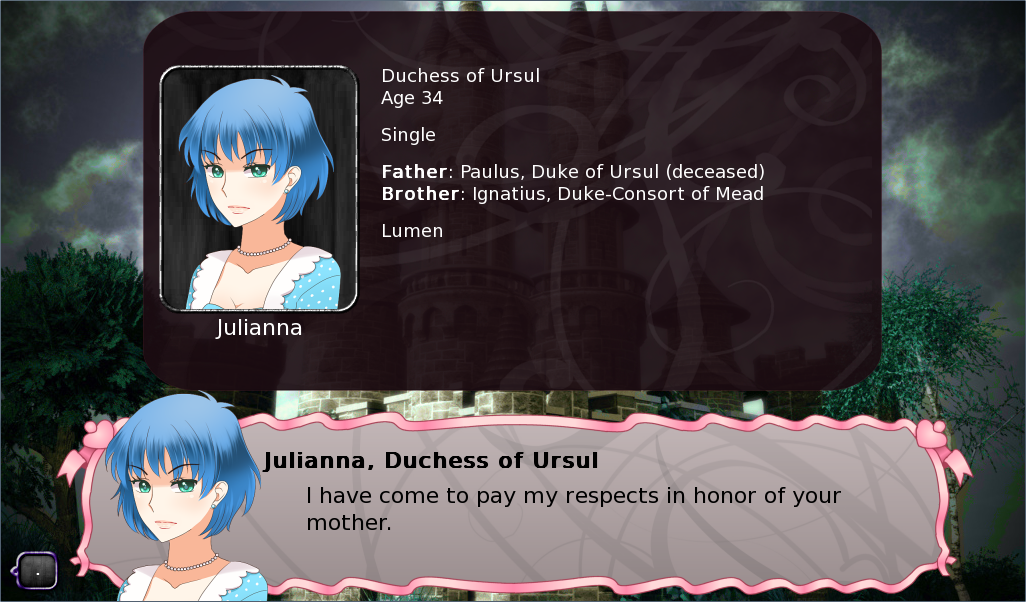 Duchess of Ursul
Age 34
Single
Father: Paulus, Duke of Ursul (deceased)
Brother: Ignatius, Duke-Consort of Mead
Lumen
Julianna
Julianna, Duchess of Ursul
I have come to pay my respects in honor of your
mother.